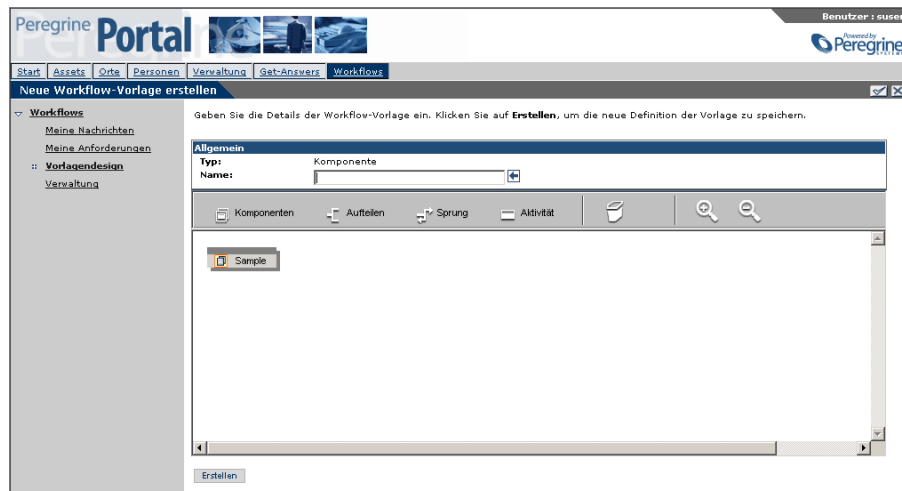 Benutzer : suser
Peregrine Portal
Powered by
Peregrine
SYSTEMS
Start Assets Orte Personen Verwaltung Get-Answers Workflows
Neue Workflow-Vorlage erstellen
Workflows
Meine Nachrichten
Meine Anforderungen
Vorlagendesign
Verwaltung
Geben Sie die Details der Workflow-Vorlage ein. Klicken Sie auf Erstellen, um die neue Definition der Vorlage zu speichern.
Allgemein
Typ: Komponente
Name:
Komponenten Aufteilen Sprung Aktivität
Sample
Erstellen